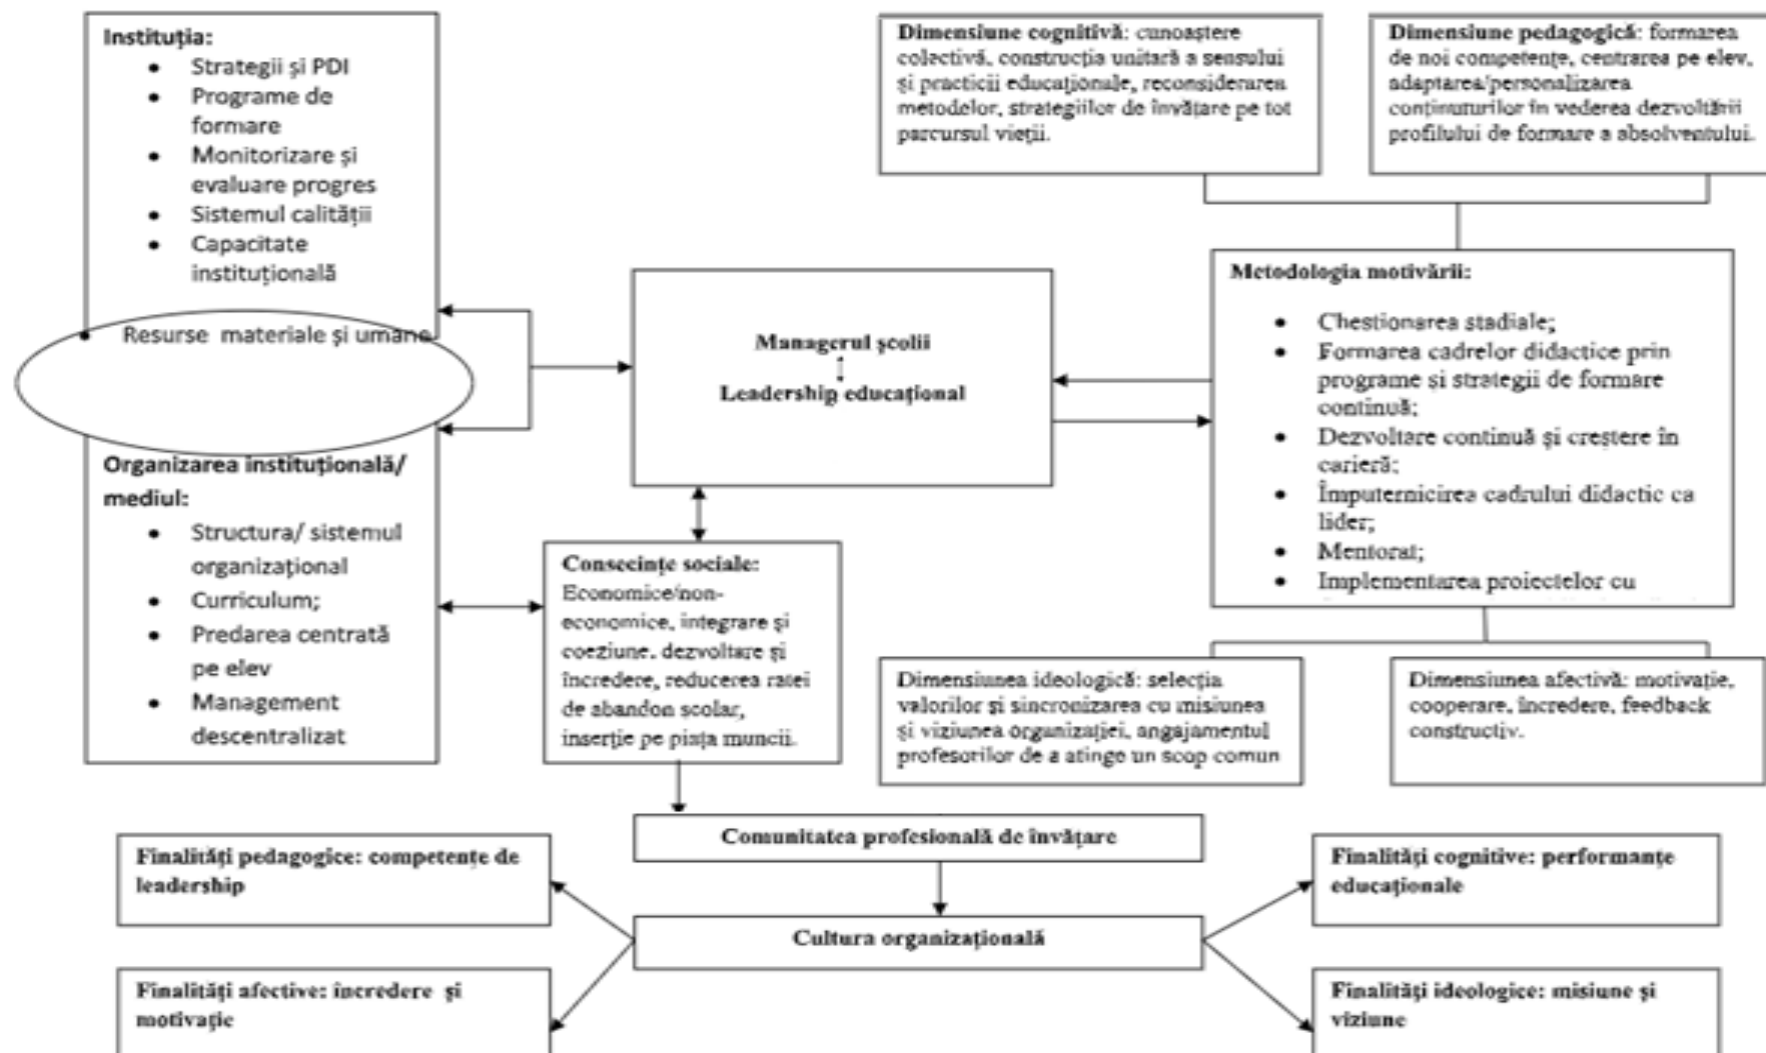 Instituția:
• Strategii și PDI
• Programe de
formare
• Monitorizare și
evaluare progres
• Sistemul calității
• Capacitate
instituțională
• Resurse materiale și umane
Organizarea instituțională/
mediul:
• Structura/ sistemul
organizațional
• Curriculum;
• Predarea centrată
pe elev
• Management
descentralizat
Managerul școlii
Leadership educațional
Consecințe sociale:
Economice/non-
economice, integrare și
coeziune, dezvoltare și
încredere, reducerea ratei
de abandon școlar,
inserție pe piața muncii.
Dimensiune cognitivă: cunoaștere
colectivă, construcția unitară a sensului
și practicii educaționale, reconsiderarea
metodelor, strategiilor de învățare pe tot
parcursul vieții.
Dimensiune pedagogică: formarea
de noi competențe, centrarea pe elev,
adaptarea/personalizarea
conținuturilor în vederea dezvoltării
profilului de formare a absolventului.
Metodologia motivării:
• Chestionarea stadiale;
• Formarea cadrelor didactice prin
programe și strategii de formare
continuă;
• Dezvoltare continuă și creștere în
carieră;
• Împuternicirea cadrului didactic ca
lider;
• Mentorat;
• Implementarea proiectelor cu
Dimensiunea ideologică: selecția
valorilor și sincronizarea cu misiunea
și viziunea organizației, angajamentul
profesorilor de a atinge un scop comun
Dimensiunea afectivă: motivație,
cooperare, încredere, feedback
constructiv.
Comunitatea profesională de învățare
Cultura organizațională
Finalități pedagogice: competențe de
leadership
Finalități afective: încredere și
motivație
Finalități cognitive: performanțe
educaționale
Finalități ideologice: misiune și
viziune